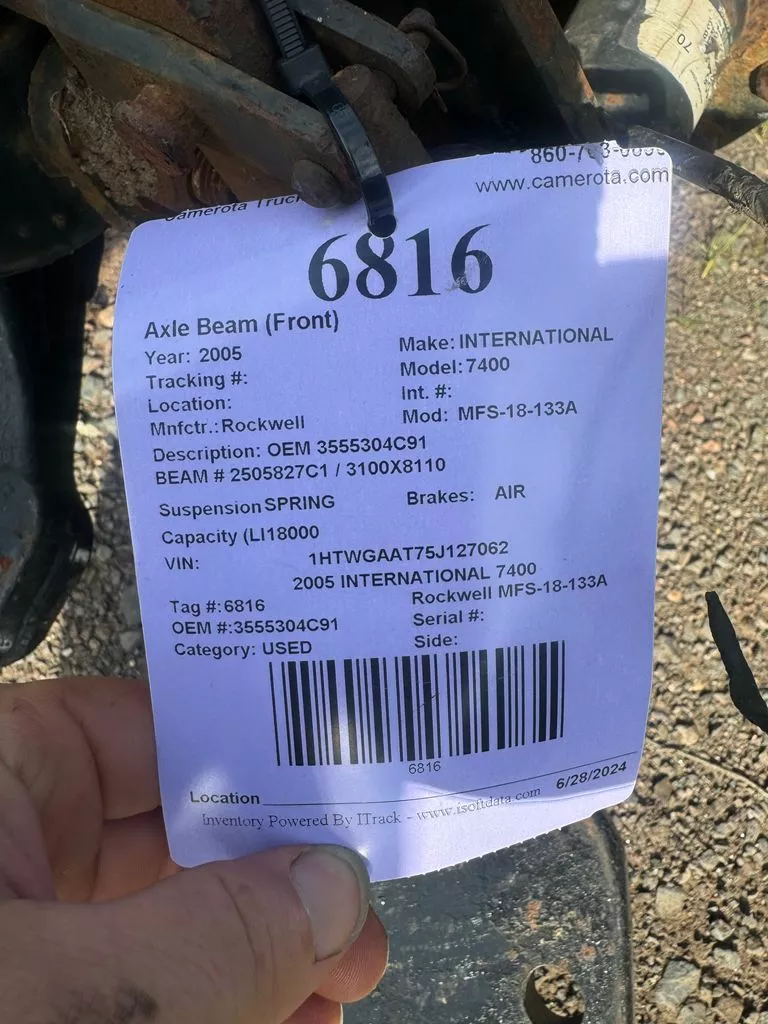 70
Camerota Truck
www.camerota.com
6816
Axle Beam (Front)
Year: 2005 Make: INTERNATIONAL
Tracking #: Model: 7400
Location: Int. #:
Mnfctr.: Rockwell Mod: MFS-18-133A
Description: OEM 3555304C91
BEAM # 2505827C1 / 3100X8110
Suspension SPRING Brakes: AIR
Capacity (LI18000
VIN: 1HTWGAAT75J127062
2005 INTERNATIONAL 7400
Tag #:6816 Rockwell MFS-18-133A
OEM #:3555304C91 Serial #:
Category: USED Side:
6816
Location 6/28/2024
Inventory Powered By ITrack - www.isoftdata.com